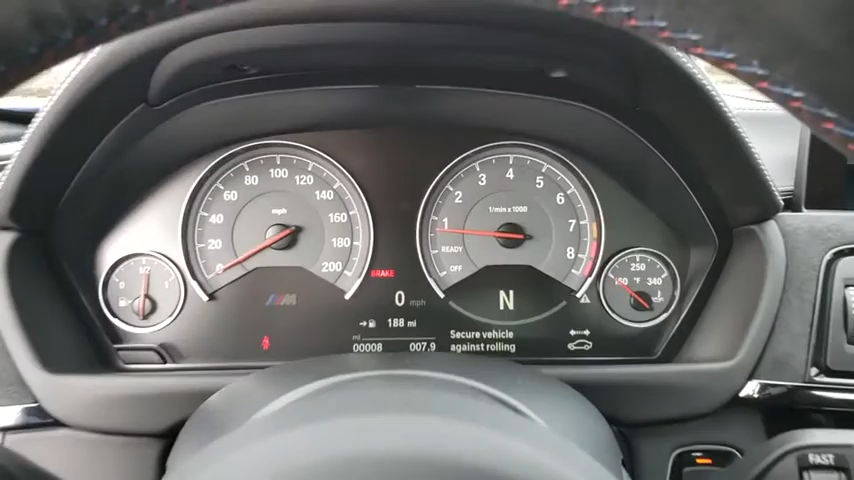 0 20 40 60 80 100 120 140 160 180 200
mph
1 2 3 4 5 6 7 8
1/min x 1000
READY
OFF
0 1/2 1
250
°F
340
BRAKE
0 mph
M
N
188 mi
mi
00008 007.9
Secure vehicle
against rolling
FAST